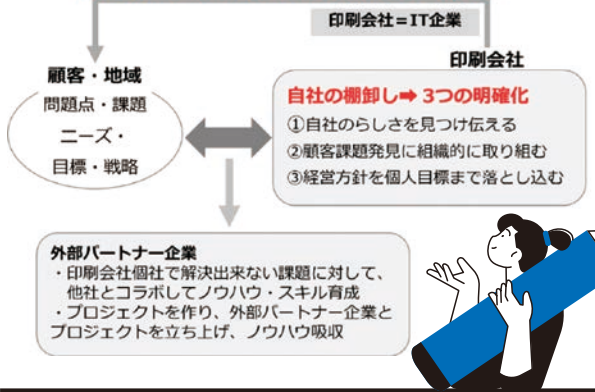 印刷会社＝IT企業
印刷会社
顧客・地域
問題点・課題
ニーズ・
目標・戦略
自社の棚卸し➡ 3つの明確化
①自社のらしさを見つけ伝える
②顧客課題発見に組織的に取り組む
③経営方針を個人目標まで落とし込む
外部パートナー企業
・印刷会社個社で解決出来ない課題に対して、
他社とコラボしてノウハウ・スキル育成
・プロジェクトを作り、外部パートナー企業と
プロジェクトを立ち上げ、ノウハウ吸収